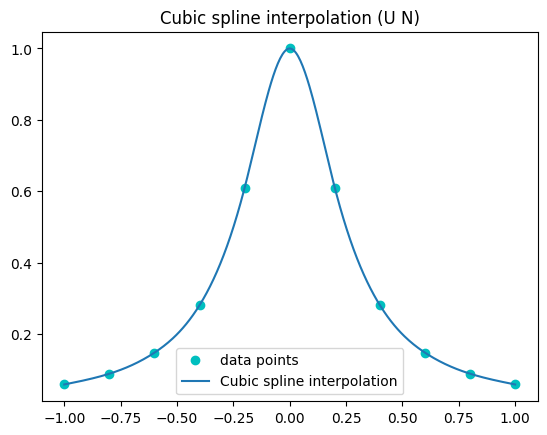 Cubic spline interpolation (U N)
1.0
0.8
0.6
0.4
0.2
data points
Cubic spline interpolation
−1.00 −0.75 −0.50 −0.25 0.00 0.25 0.50 0.75 1.00